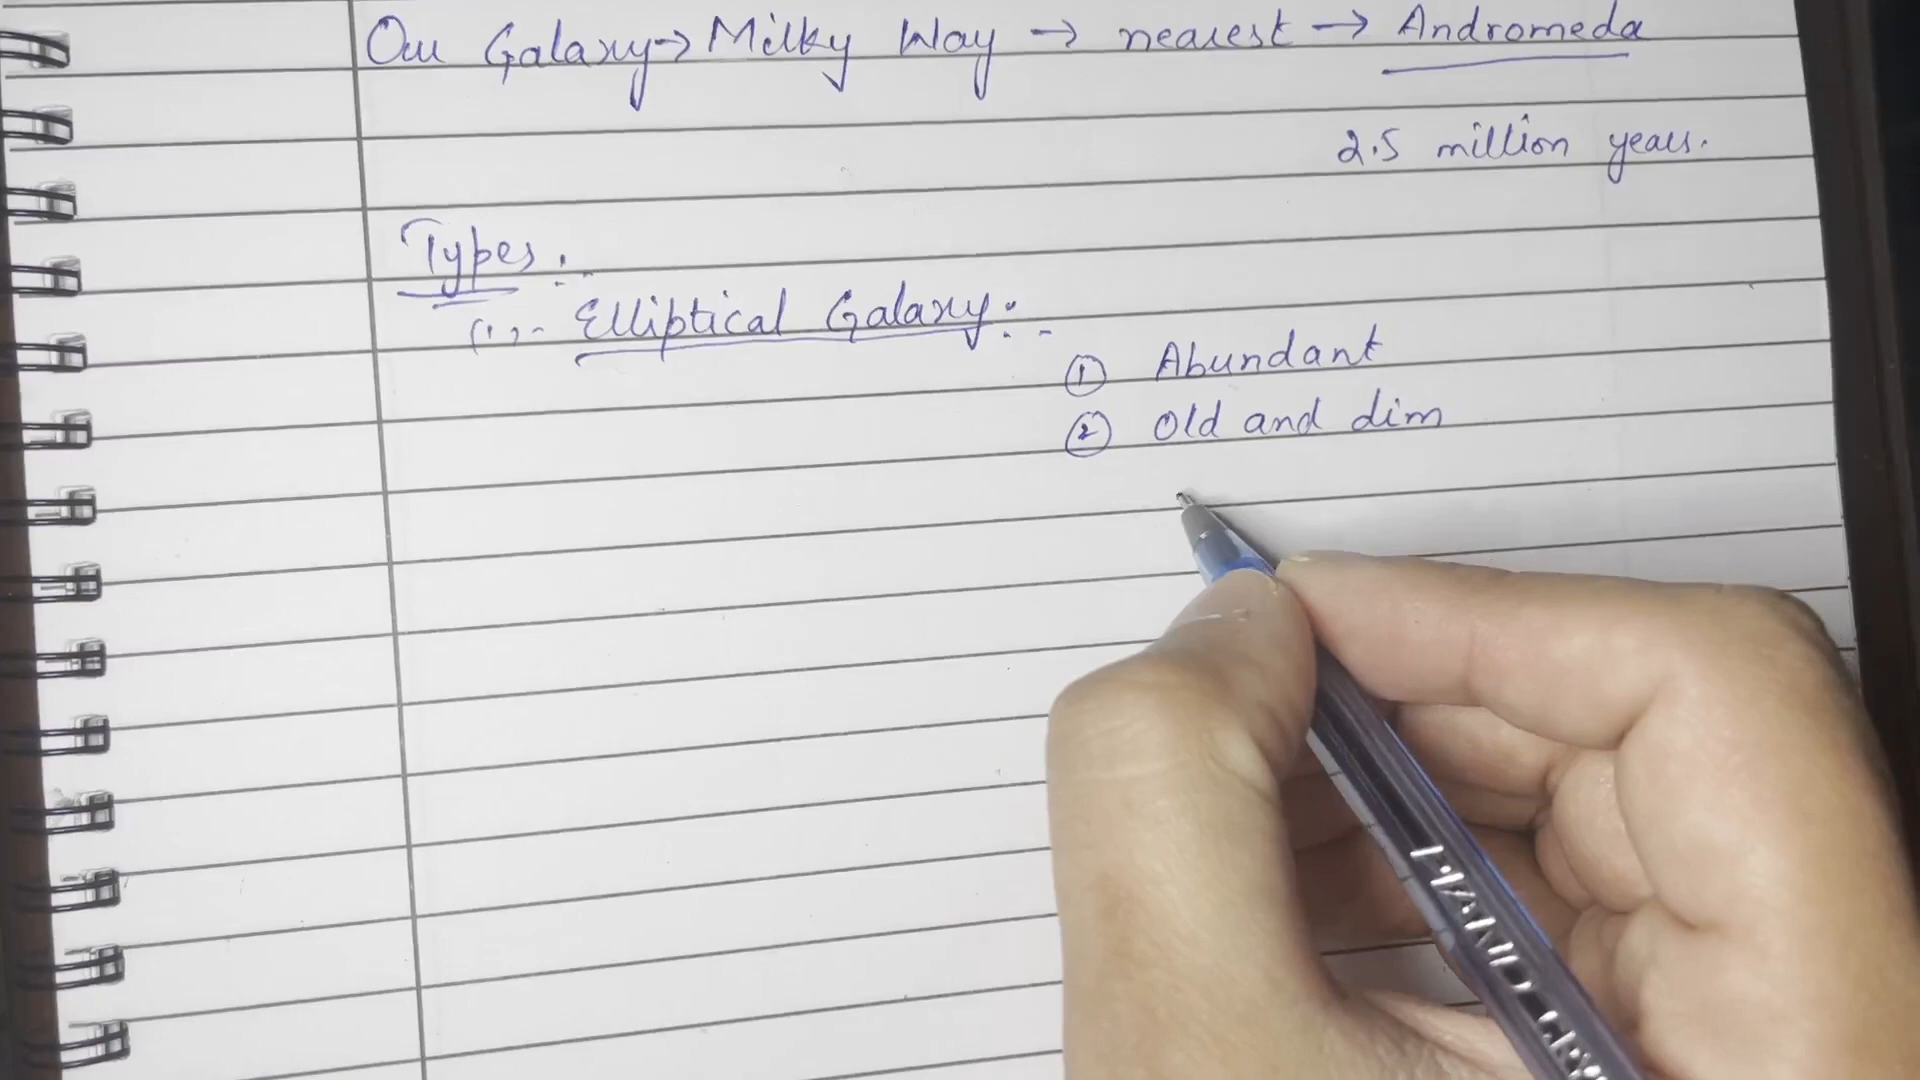 Our Galaxy → Milky Way → nearest → Andromeda
2.5 million years.
Types :-
(1) - Elliptical Galaxy :-
① Abundant
② Old and dim